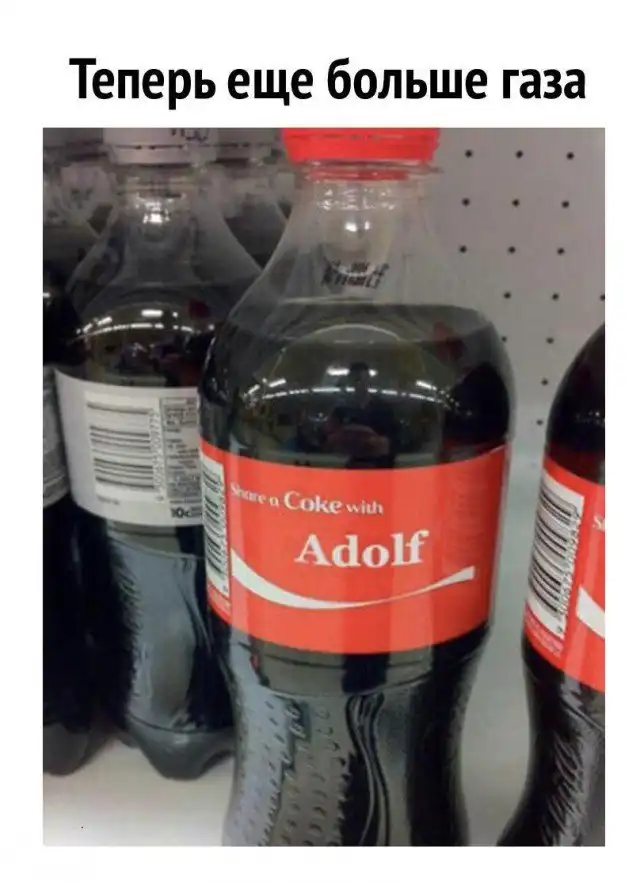 Теперь еще больше газа
Share a Coke with
Adolf